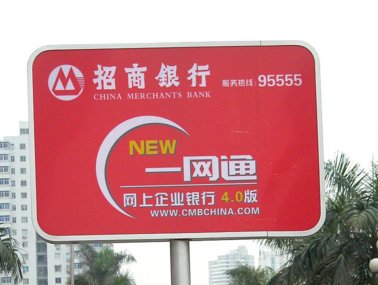 招商银行 服务热线: 95555
CHINA MERCHANTS BANK
NEW
一网通
网上企业银行 4.0版
WWW.CMBCHINA.COM